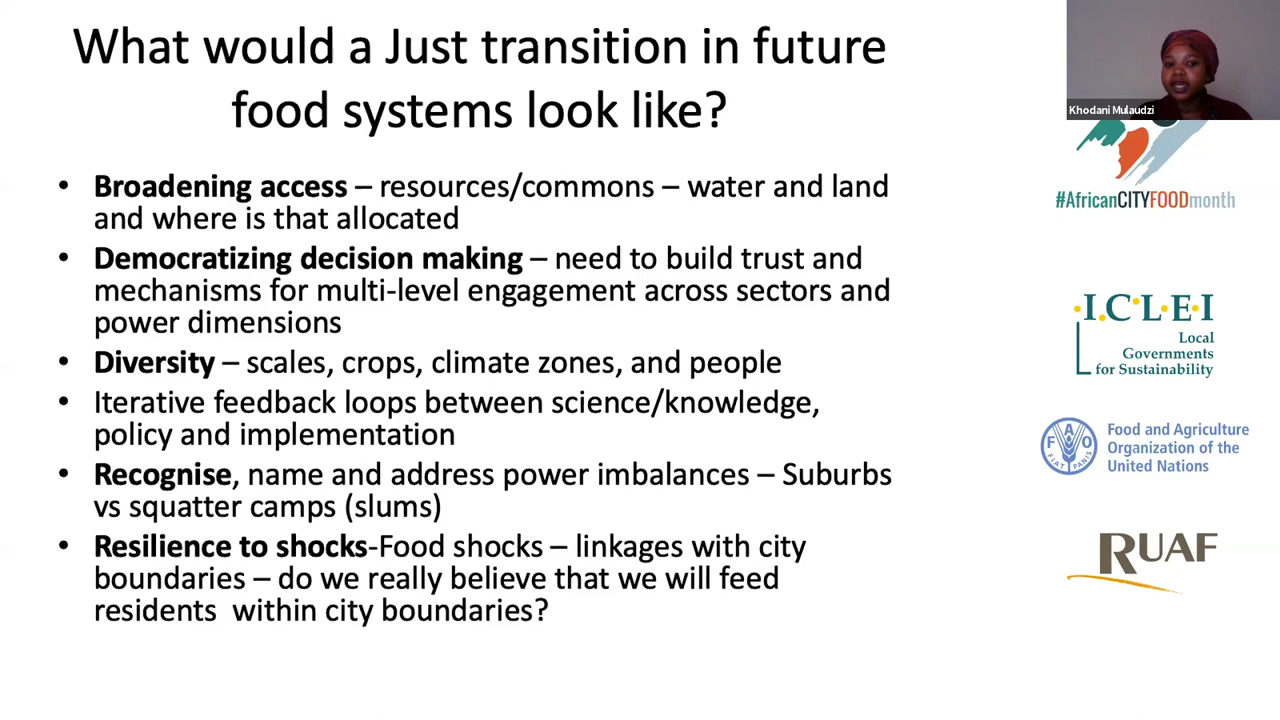 What would a Just transition in future
food systems look like?
• Broadening access – resources/commons – water and land
and where is that allocated
• Democratizing decision making – need to build trust and
mechanisms for multi-level engagement across sectors and
power dimensions
• Diversity – scales, crops, climate zones, and people
• Iterative feedback loops between science/knowledge,
policy and implementation
• Recognise, name and address power imbalances – Suburbs
vs squatter camps (slums)
• Resilience to shocks-Food shocks – linkages with city
boundaries – do we really believe that we will feed
residents  within city boundaries?
Khodani Mulaudzi
#AfricanCITYFOODmonth
I.C.L.E.I
Local
Governments
for Sustainability
FAO
FIAT PANIS
Food and Agriculture
Organization of the
United Nations
RUAF